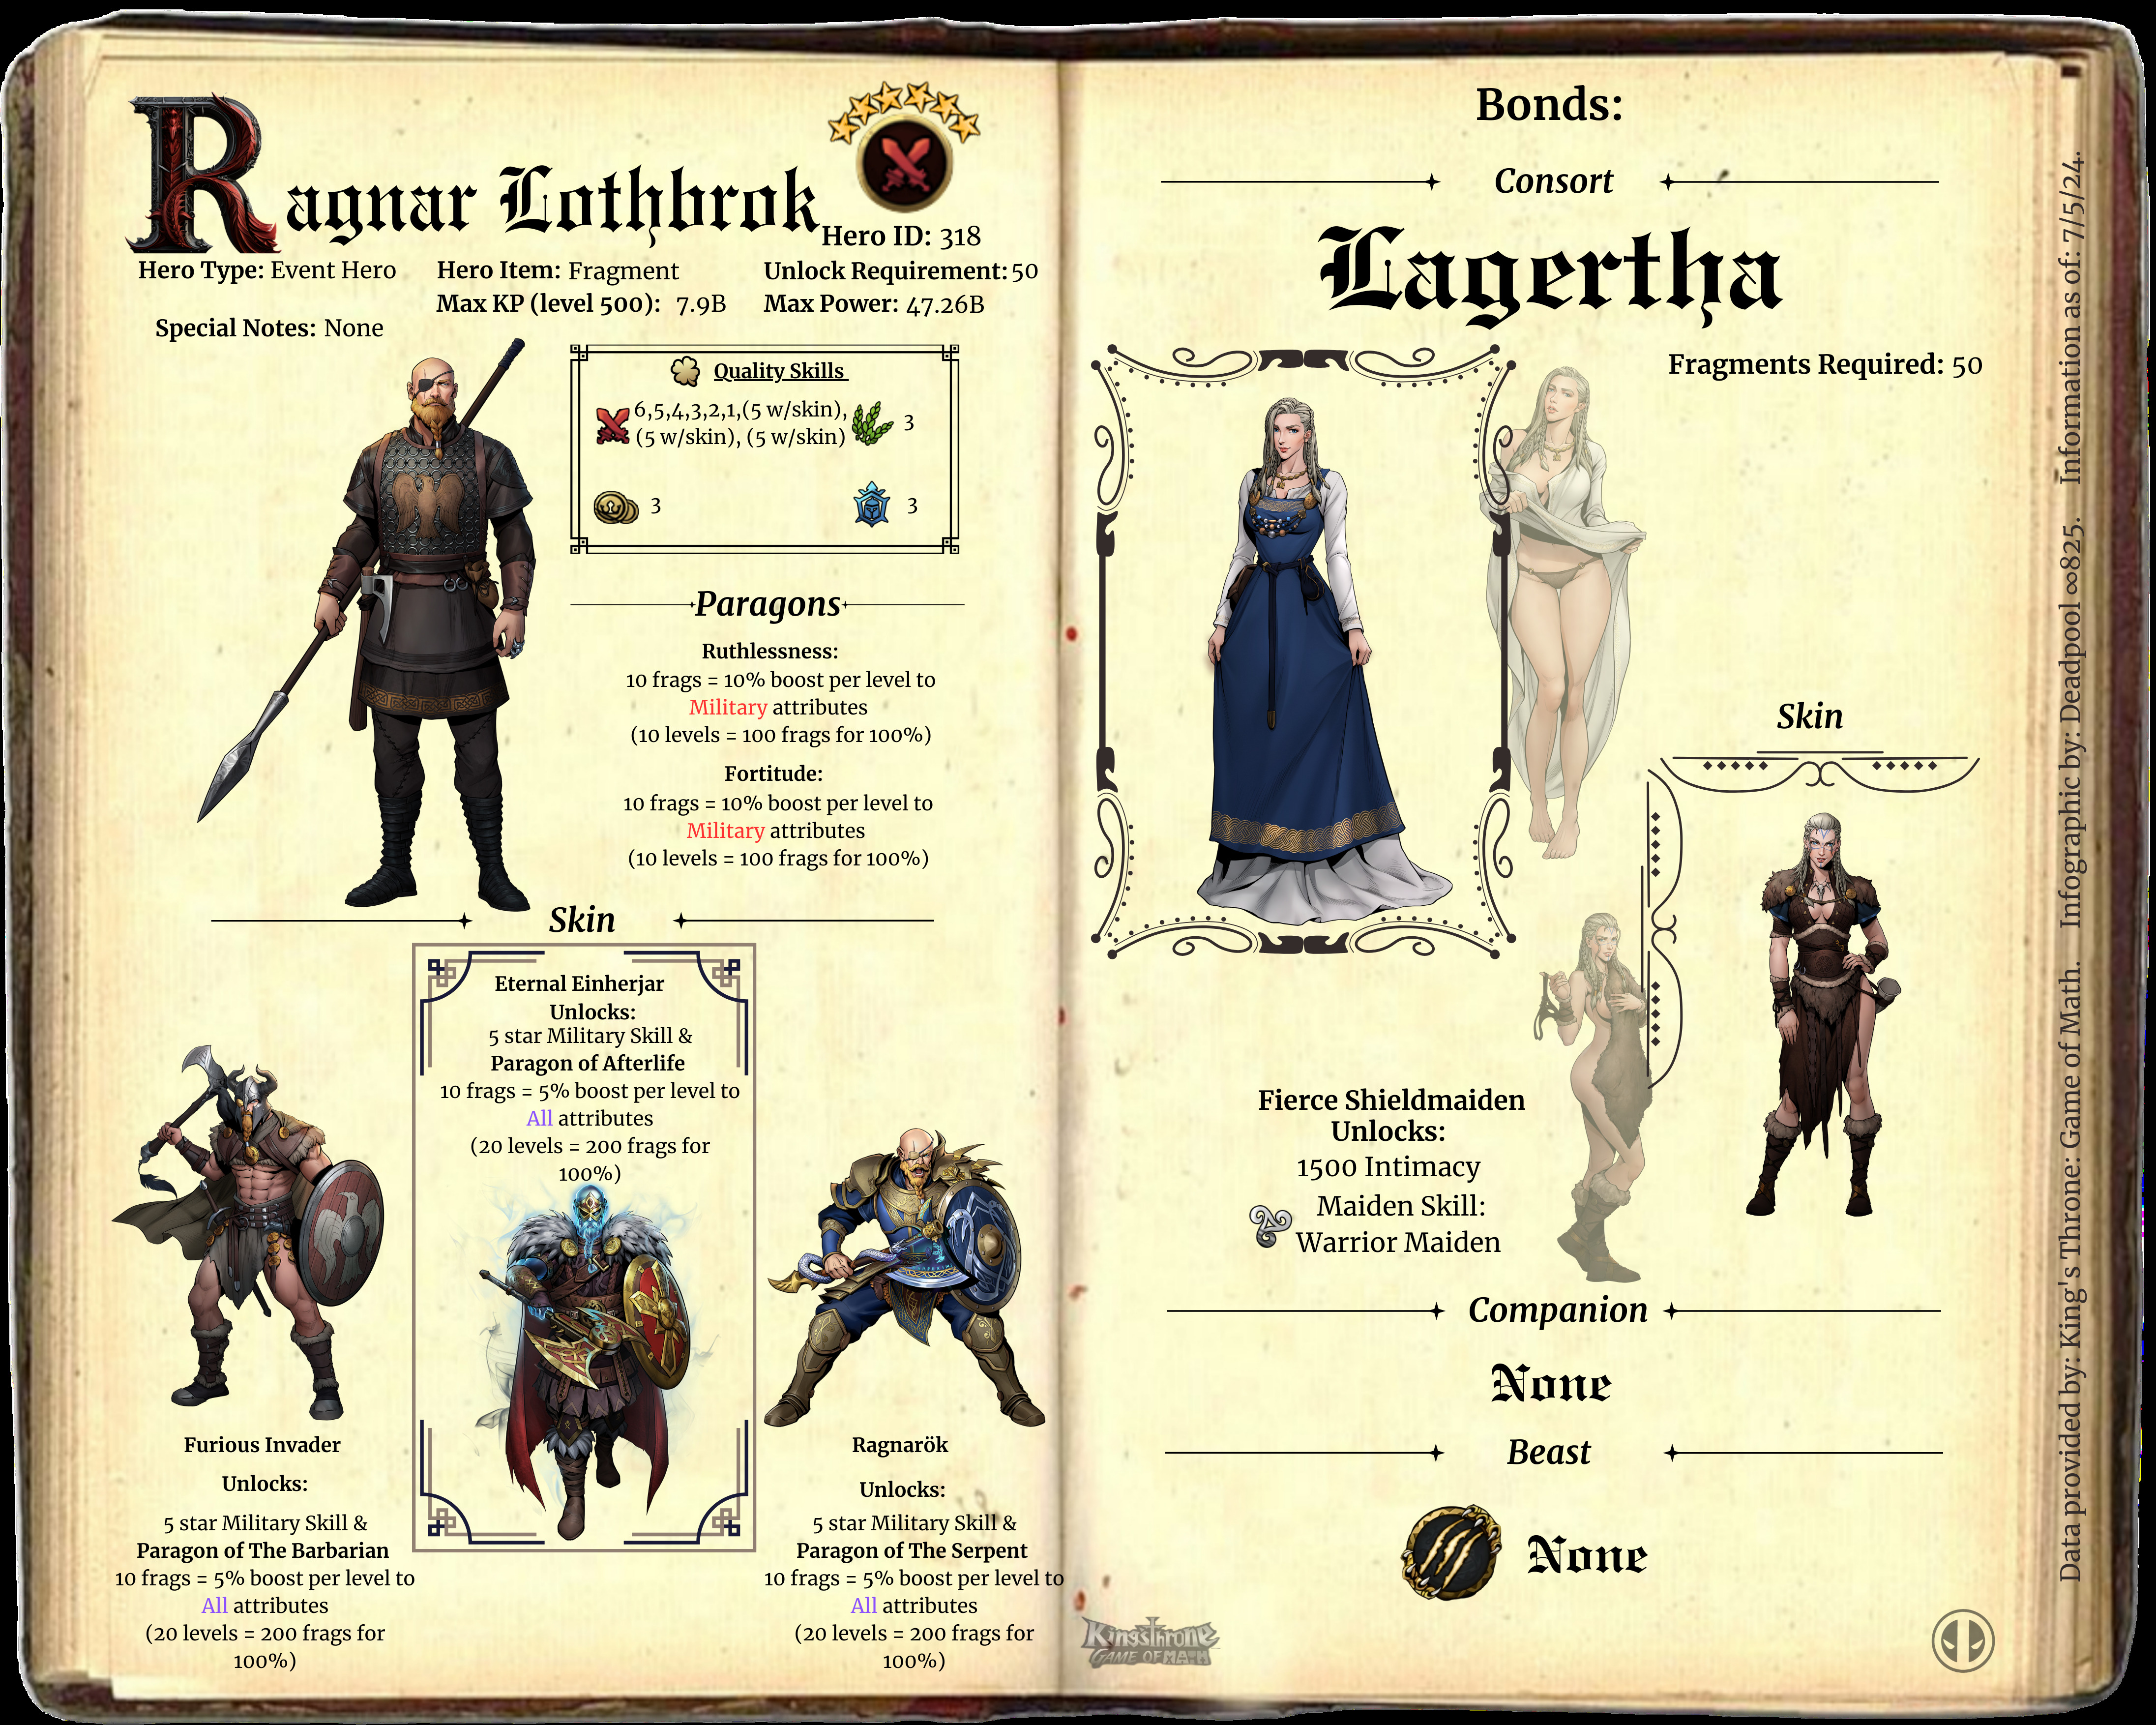 Ragnar Lothbrok
Hero ID: 318
Hero Type: Event Hero
Hero Item: Fragment
Unlock Requirement: 50
Max KP (level 500): 7.9B
Max Power: 47.26B
Special Notes: None
Quality Skills
6,5,4,3,2,1,(5 w/skin),
(5 w/skin), (5 w/skin)
3
3
3
Paragons
Ruthlessness:
10 frags = 10% boost per level to
Military attributes
(10 levels = 100 frags for 100%)
Fortitude:
10 frags = 10% boost per level to
Military attributes
(10 levels = 100 frags for 100%)
Skin
Eternal Einherjar
Unlocks:
5 star Military Skill &
Paragon of Afterlife
10 frags = 5% boost per level to
All attributes
(20 levels = 200 frags for
100%)
Furious Invader
Unlocks:
5 star Military Skill &
Paragon of The Barbarian
10 frags = 5% boost per level to
All attributes
(20 levels = 200 frags for
100%)
Ragnarök
Unlocks:
5 star Military Skill &
Paragon of The Serpent
10 frags = 5% boost per level to
All attributes
(20 levels = 200 frags for
100%)
Bonds:
Consort
Lagertha
Fragments Required: 50
Skin
Fierce Shieldmaiden
Unlocks:
1500 Intimacy
Maiden Skill:
Warrior Maiden
Companion
None
Beast
None
King's Throne
GAME OF MATH
Data provided by: King's Throne: Game of Math. Infographic by: Deadpool ∞825. Information as of: 7/5/24.